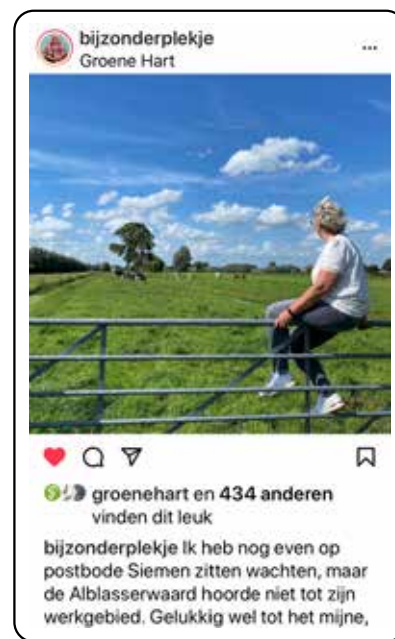 bijzonderplekje
Groene Hart
groenehart en 434 anderen
vinden dit leuk
bijzonderplekje Ik heb nog even op
postbode Siemen zitten wachten, maar
de Alblasserwaard hoorde niet tot zijn
werkgebied. Gelukkig wel tot het mijne,